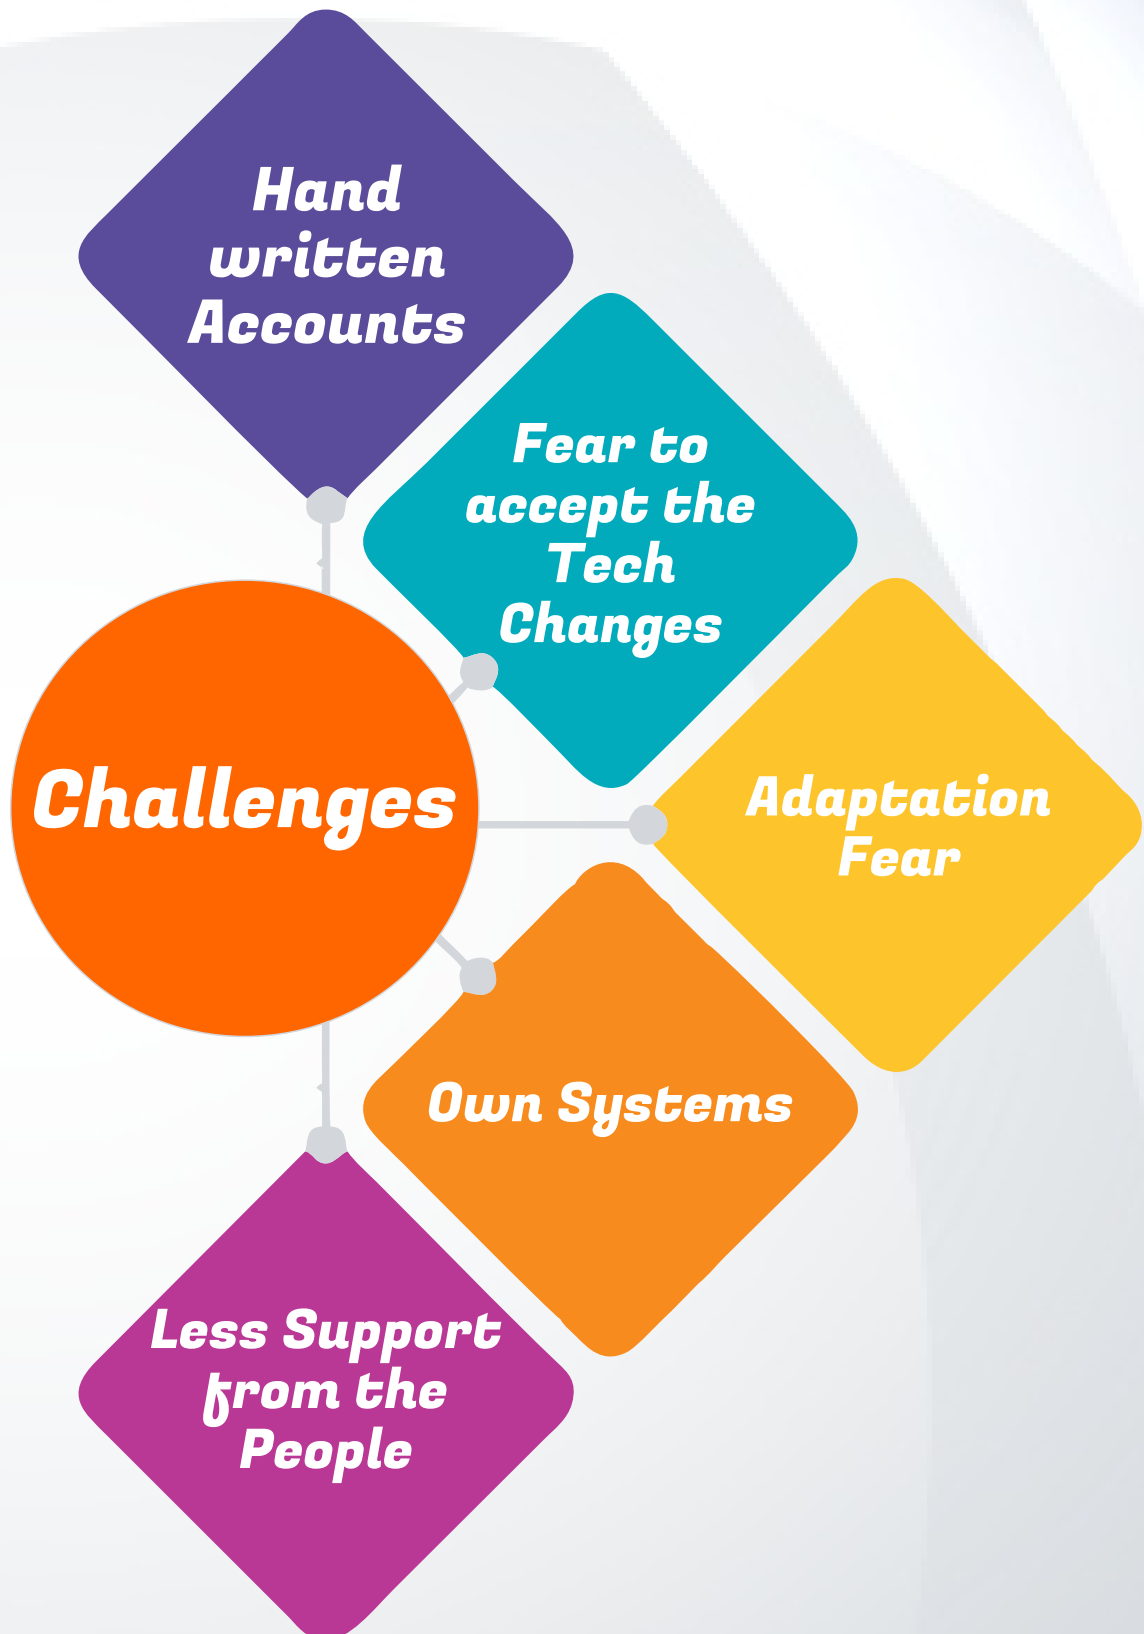 Hand
written
Accounts
Fear to
accept the
Tech
Changes
Challenges
Adaptation
Fear
Own Systems
Less Support
from the
People